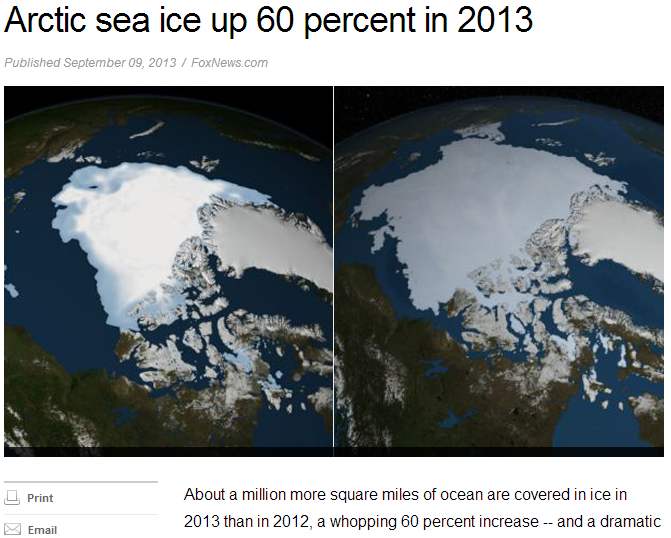 Arctic sea ice up 60 percent in 2013
Published September 09, 2013 / FoxNews.com
Print
Email
About a million more square miles of ocean are covered in ice in
2013 than in 2012, a whopping 60 percent increase -- and a dramatic